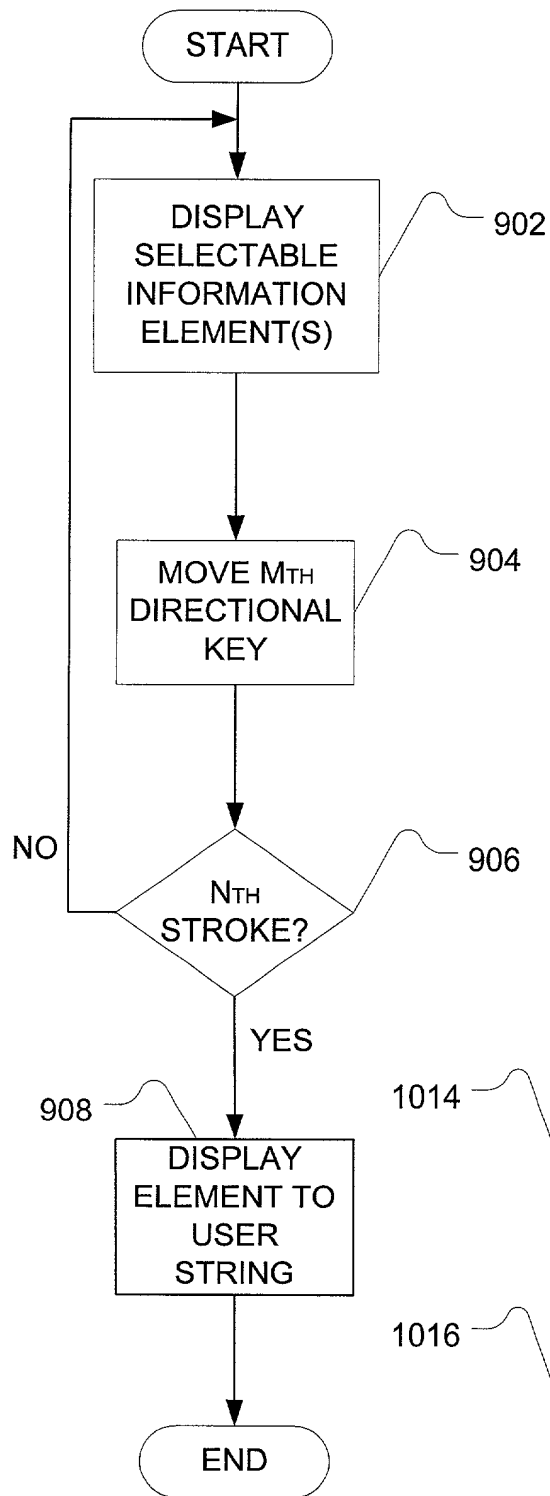 START
DISPLAY
SELECTABLE
INFORMATION
ELEMENT(S)
902
MOVE MTH
DIRECTIONAL
KEY
904
NO
NTH
STROKE?
906
YES
908
DISPLAY
ELEMENT TO
USER
STRING
1014
1016
END